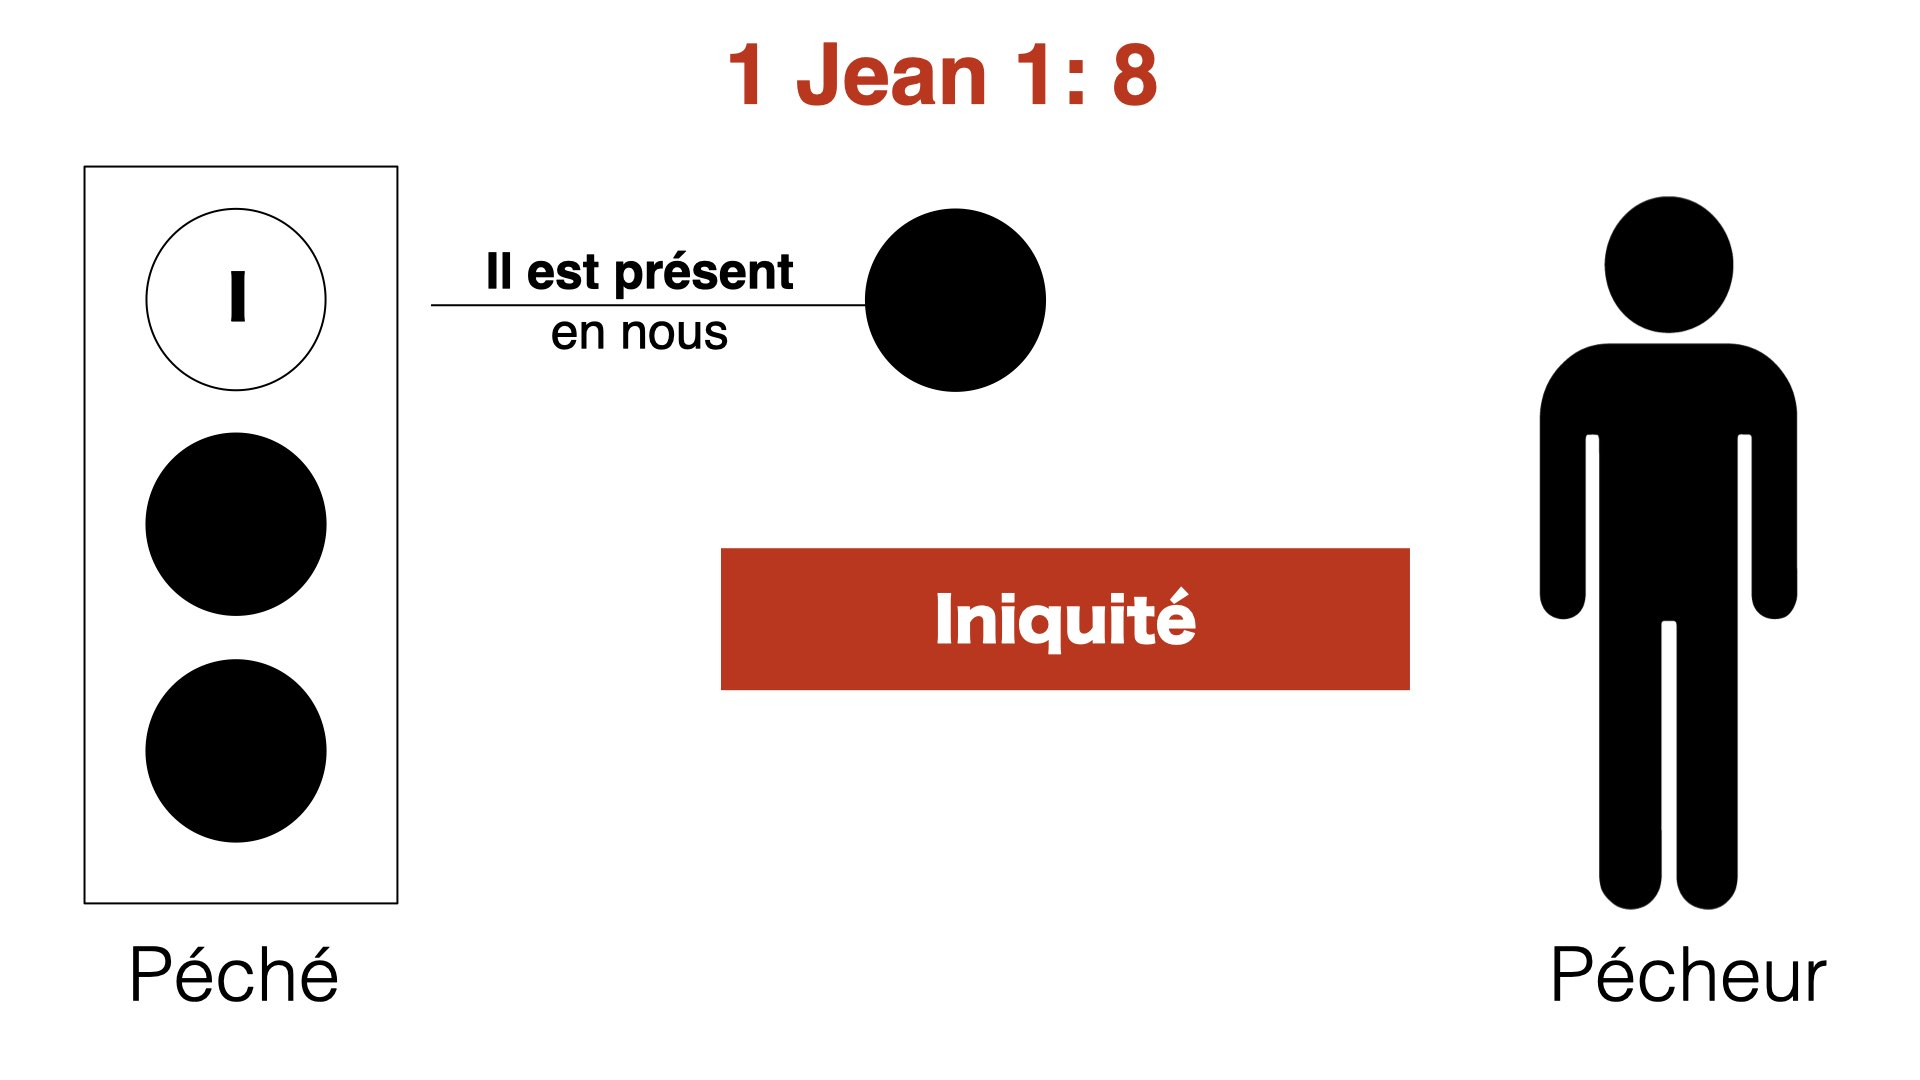 1 Jean 1: 8
I
Il est présent
en nous
Iniquité
Péché
Pécheur